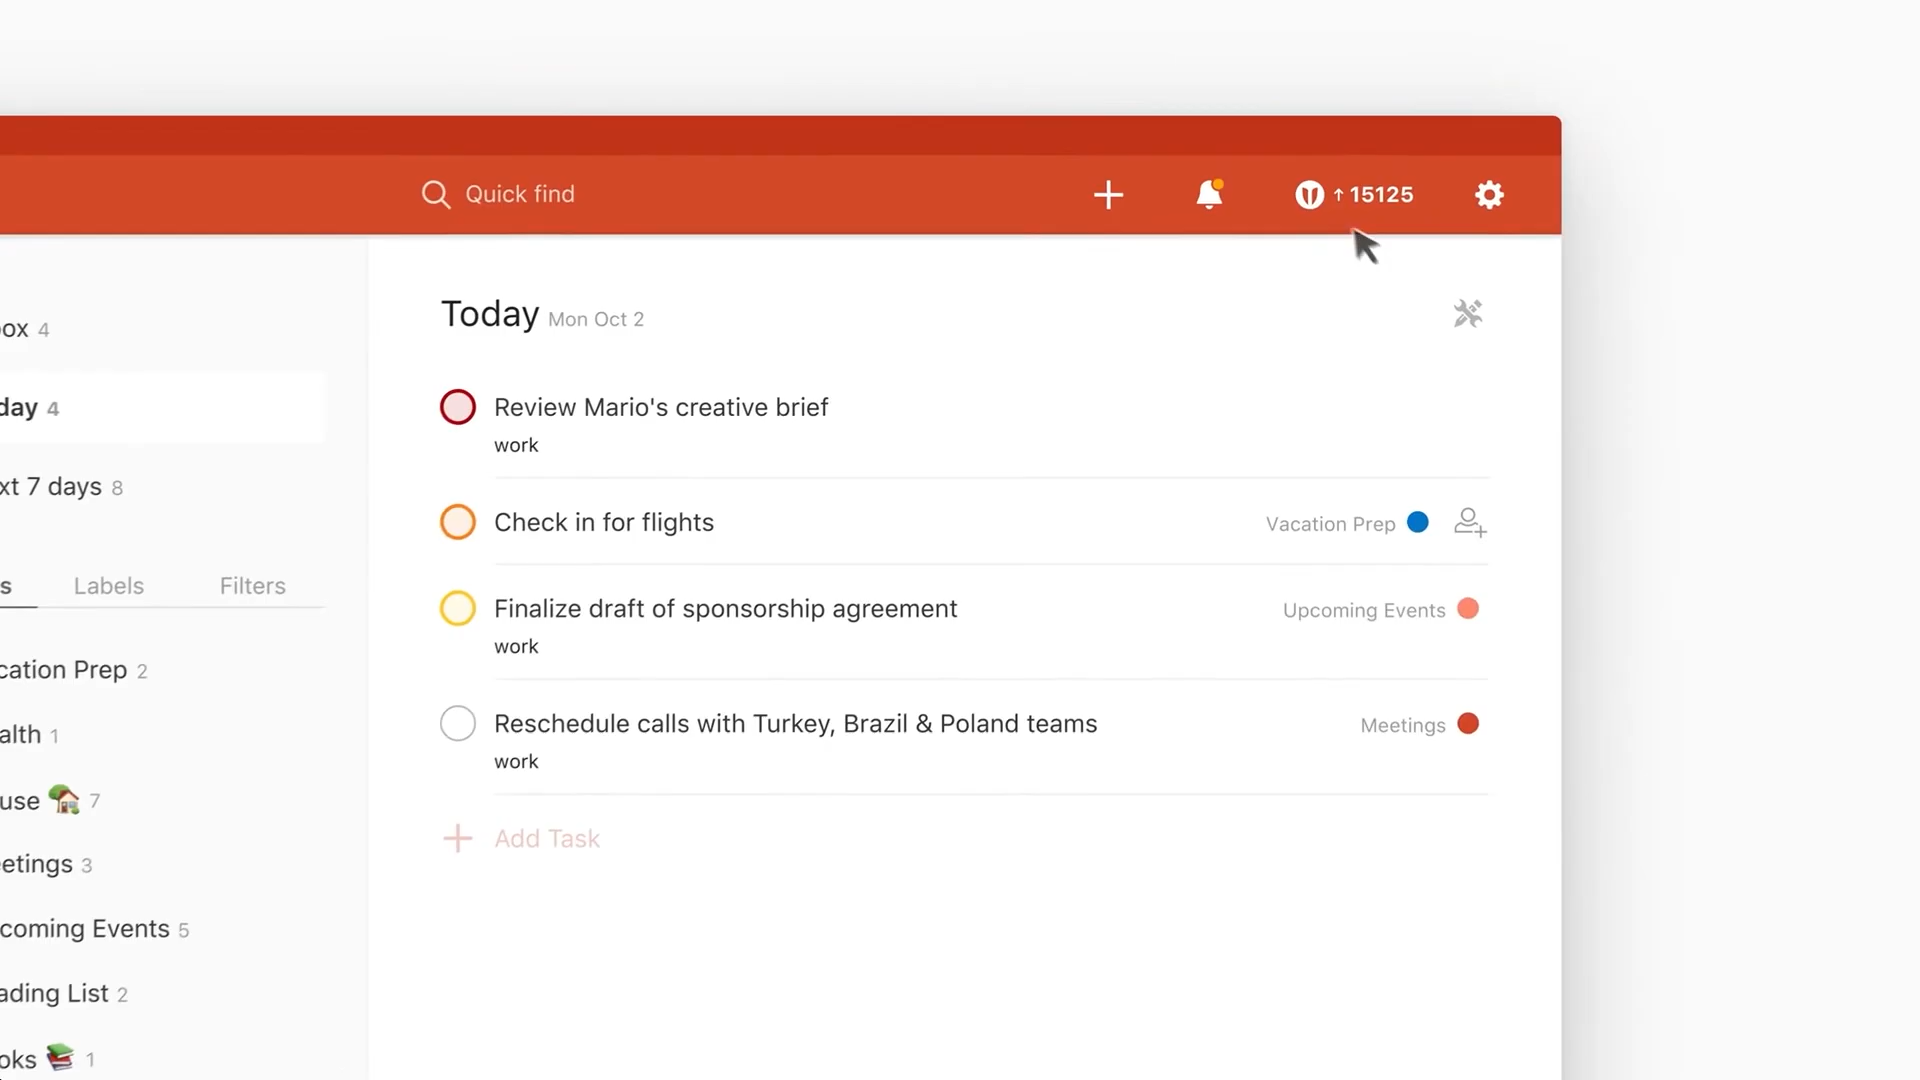 Quick find
↑ 15125
ox 4
day 4
xt 7 days 8
s Labels Filters
cation Prep 2
alth 1
use 7
etings 3
coming Events 5
ading List 2
oks 1
Today Mon Oct 2
Review Mario's creative brief
work
Check in for flights
Vacation Prep
Finalize draft of sponsorship agreement
Upcoming Events
work
Reschedule calls with Turkey, Brazil & Poland teams
Meetings
work
Add Task